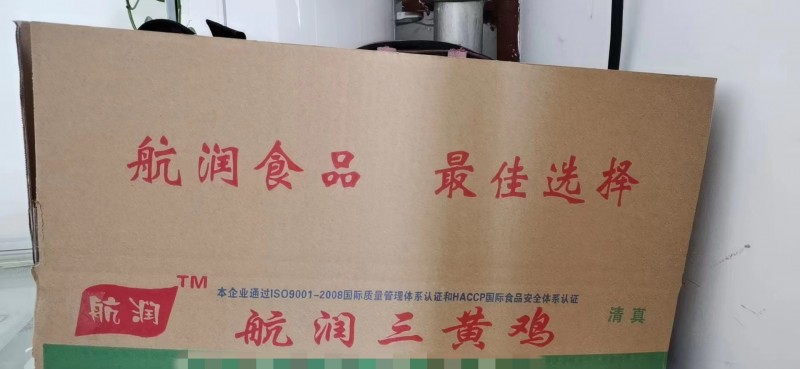 航润食品 最佳选择
航润 TM
本企业通过ISO9001-2008国际质量管理体系认证和HACCP国际食品安全体系认证
航润三黄鸡
清真